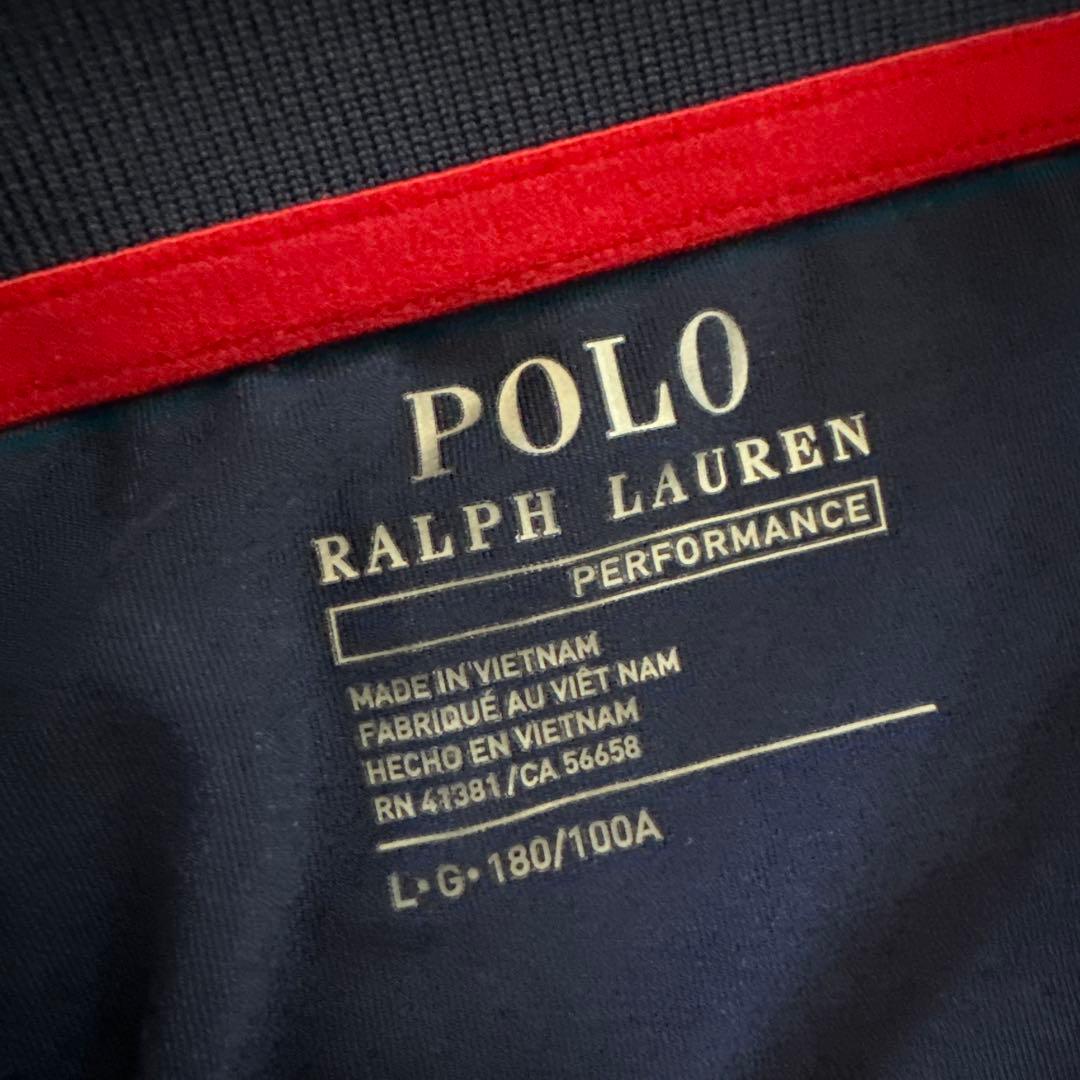 POLO
RALPH LAUREN
PERFORMANCE
MADE IN VIETNAM
FABRIQUÉ AU VIÊT NAM
HECHO EN VIETNAM
RN 41381 / CA 56658
L• G• 180/100A